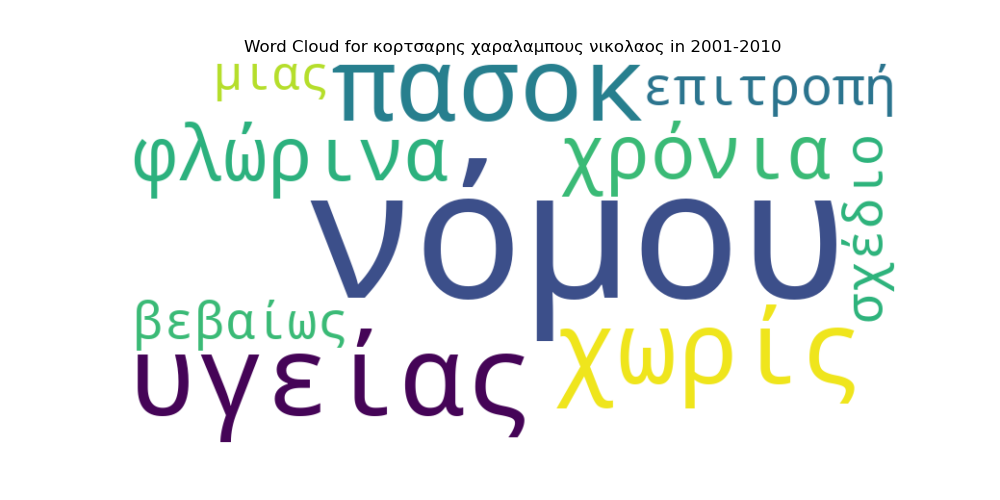 Word Cloud for κορτσαρης χαραλαμπους νικολαος in 2001-2010
μιας πασοκ επιτροπή
φλώρινα χρόνια
σχέδιο
νόμου
βεβαίως
υγείας χωρίς